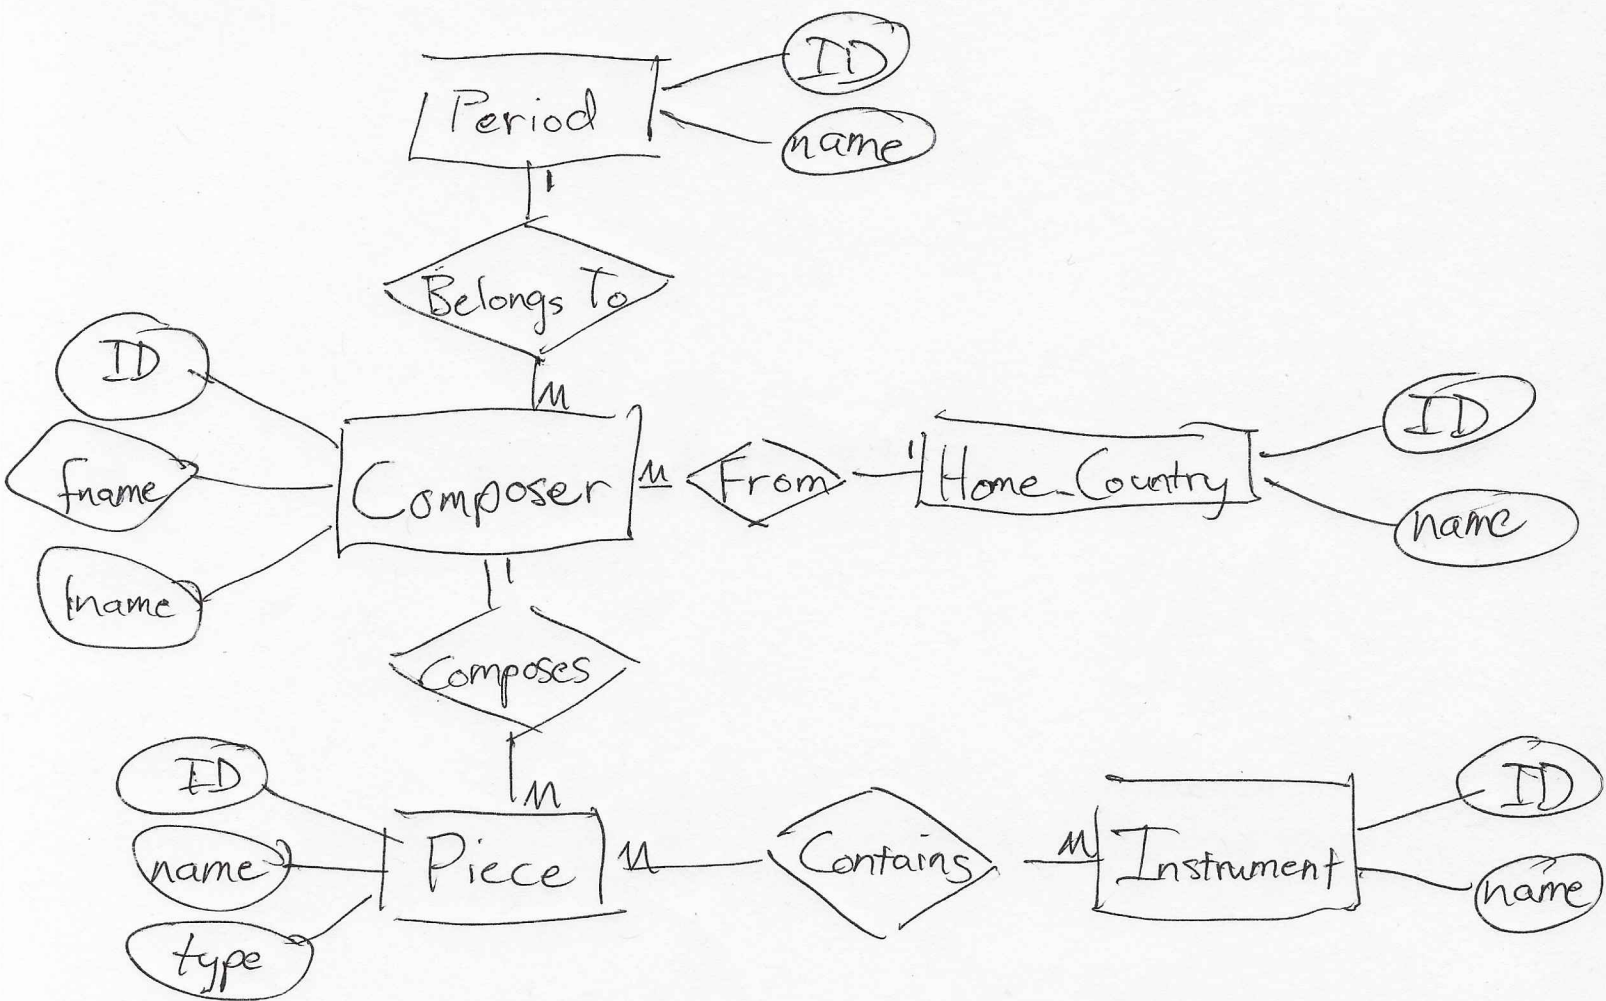 ID
Period
name
1
Belongs To
ID
M
ID
fname
Composer
M
From
1
Home_Country
name
lname
1
Composes
ID
M
ID
name
Piece
M
Contains
M
Instrument
name
type